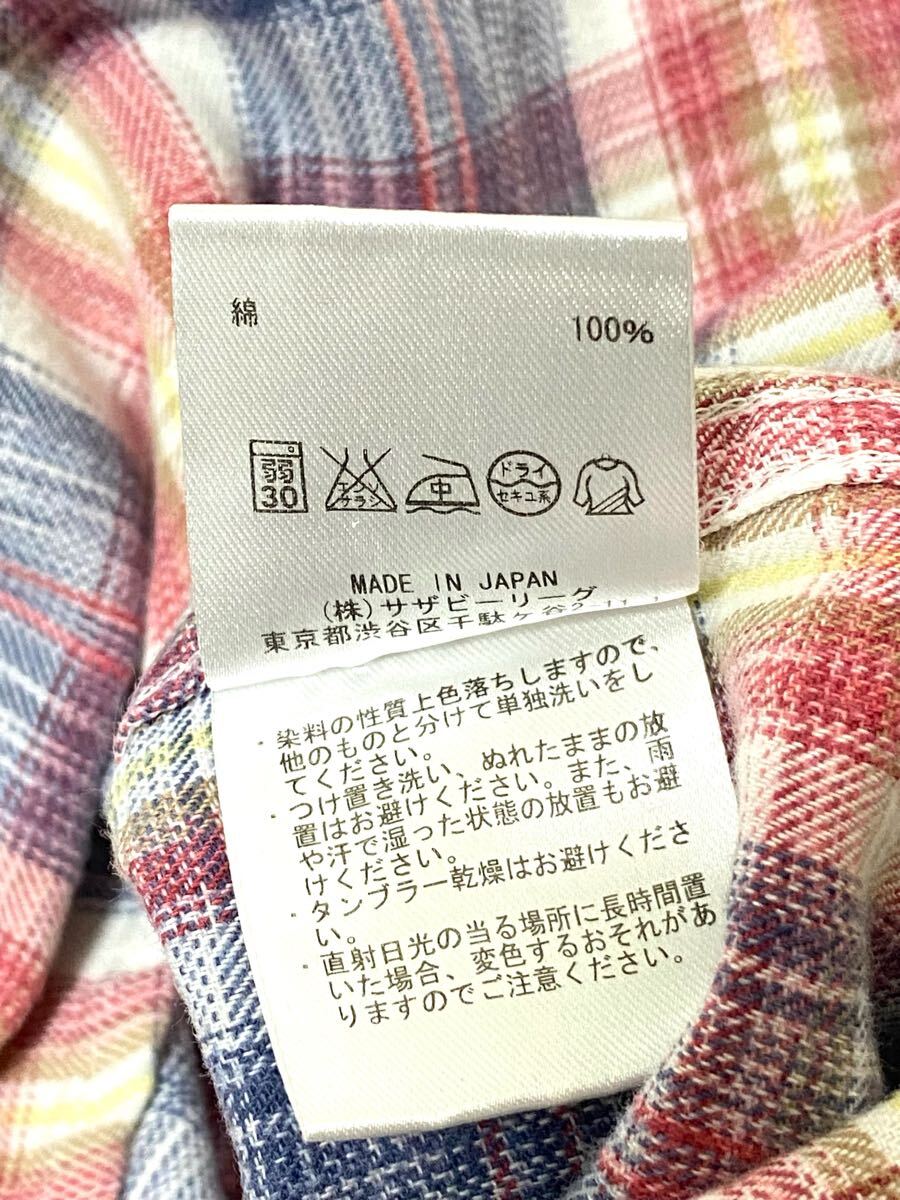 綿 100%
弱 中 ドライ
30 エンソ セキユ系
サラシ
MADE IN JAPAN
(株)サザビーリーグ
東京都渋谷区千駄ケ谷2-11-1
・染料の性質上色落ちしますので、
他のものと分けて単独洗いをし
てください。
・つけ置き洗い、ぬれたままの放
置はお避けください。また、雨
や汗で湿った状態の放置もお避
けください。
・タンブラー乾燥はお避けくださ
い。
・直射日光の当る場所に長時間置
いた場合、変色するおそれがあ
りますのでご注意ください。